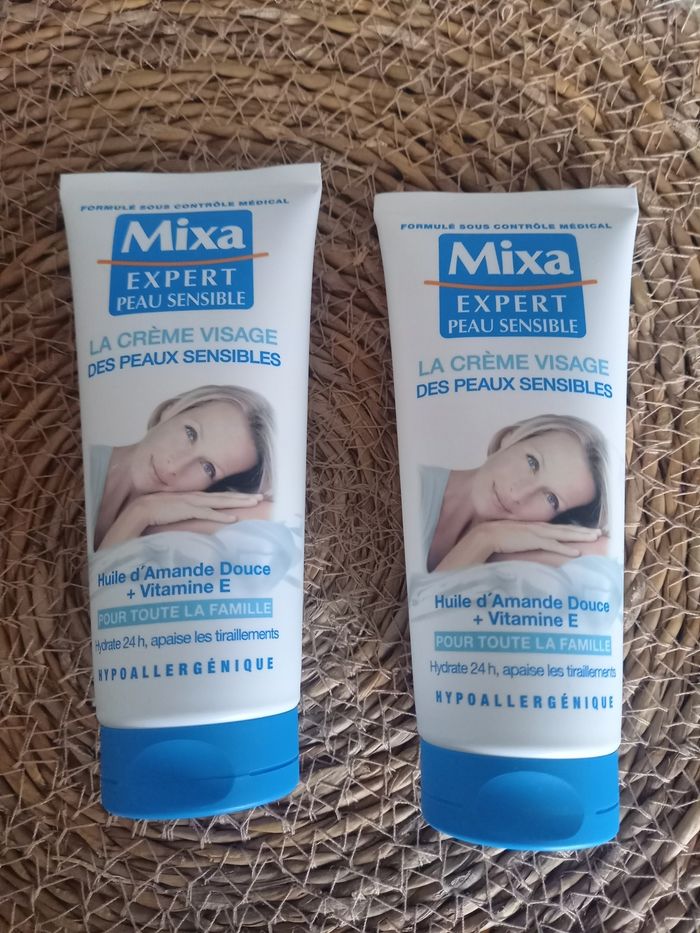 FORMULÉ SOUS CONTRÔLE MÉDICAL
Mixa
EXPERT
PEAU SENSIBLE
LA CRÈME VISAGE
DES PEAUX SENSIBLES
Huile d'Amande Douce
+ Vitamine E
POUR TOUTE LA FAMILLE
Hydrate 24 h, apaise les tiraillements
HYPOALLERGÉNIQUE
FORMULÉ SOUS CONTRÔLE MÉDICAL
Mixa
EXPERT
PEAU SENSIBLE
LA CRÈME VISAGE
DES PEAUX SENSIBLES
Huile d'Amande Douce
+ Vitamine E
POUR TOUTE LA FAMILLE
Hydrate 24 h, apaise les tiraillements
HYPOALLERGÉNIQUE